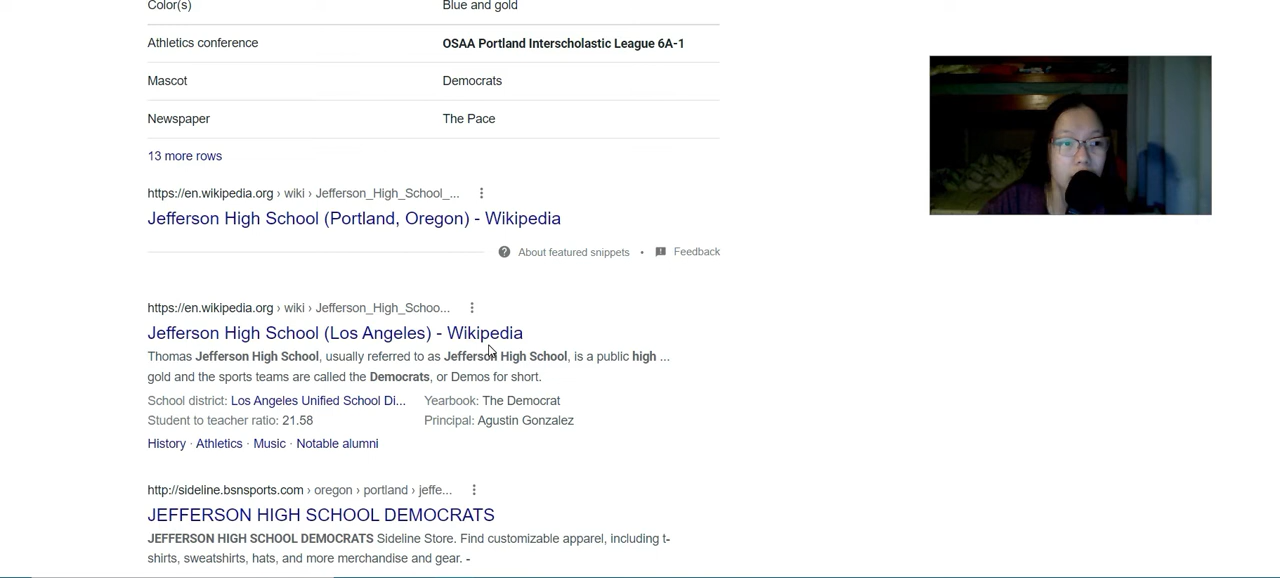 Color(s) Blue and gold
Athletics conference OSAA Portland Interscholastic League 6A-1
Mascot Democrats
Newspaper The Pace
13 more rows
https://en.wikipedia.org › wiki › Jefferson_High_School_...
Jefferson High School (Portland, Oregon) - Wikipedia
About featured snippets • Feedback
https://en.wikipedia.org › wiki › Jefferson_High_Schoo...
Jefferson High School (Los Angeles) - Wikipedia
Thomas Jefferson High School, usually referred to as Jefferson High School, is a public high ...
gold and the sports teams are called the Democrats, or Demos for short.
School district: Los Angeles Unified School Di... Yearbook: The Democrat
Student to teacher ratio: 21.58 Principal: Agustin Gonzalez
History · Athletics · Music · Notable alumni
http://sideline.bsnsports.com › oregon › portland › jeffe...
JEFFERSON HIGH SCHOOL DEMOCRATS
JEFFERSON HIGH SCHOOL DEMOCRATS Sideline Store. Find customizable apparel, including t-
shirts, sweatshirts, hats, and more merchandise and gear. -